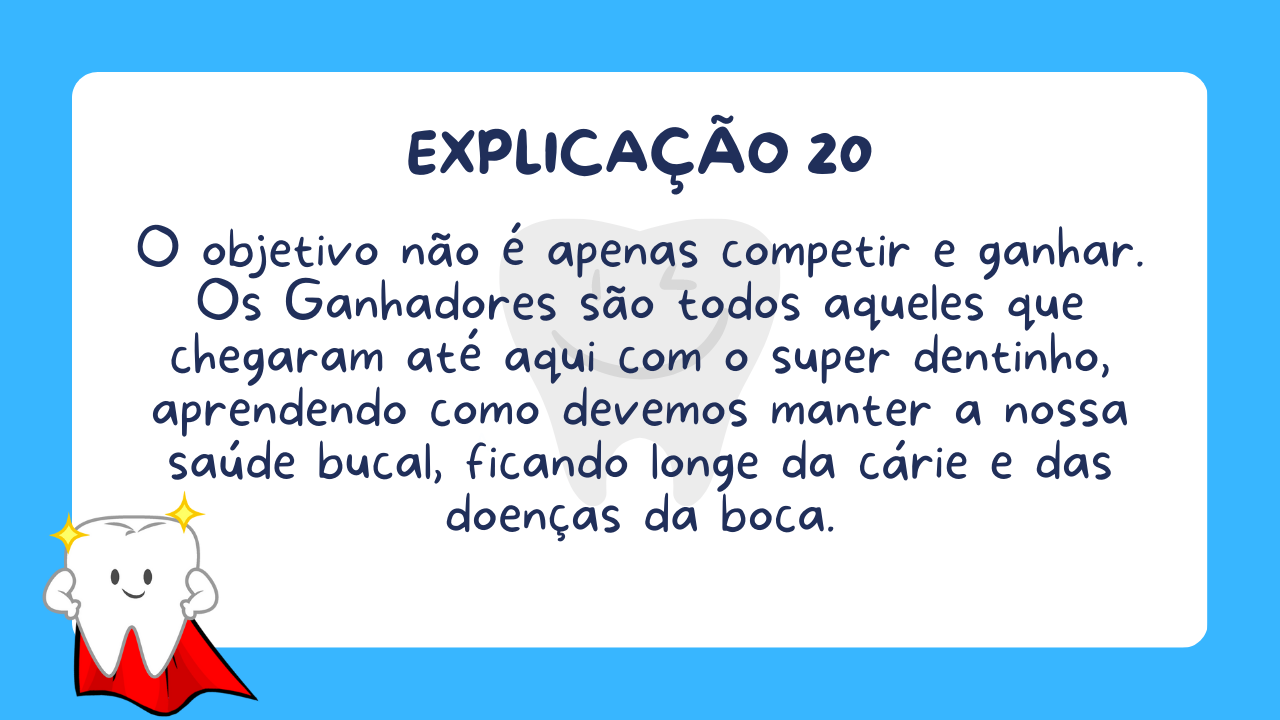 EXPLICAÇÃO 20
O objetivo não é apenas competir e ganhar.
Os Ganhadores são todos aqueles que
chegaram até aqui com o super dentinho,
aprendendo como devemos manter a nossa
saúde bucal, ficando longe da cárie e das
doenças da boca.